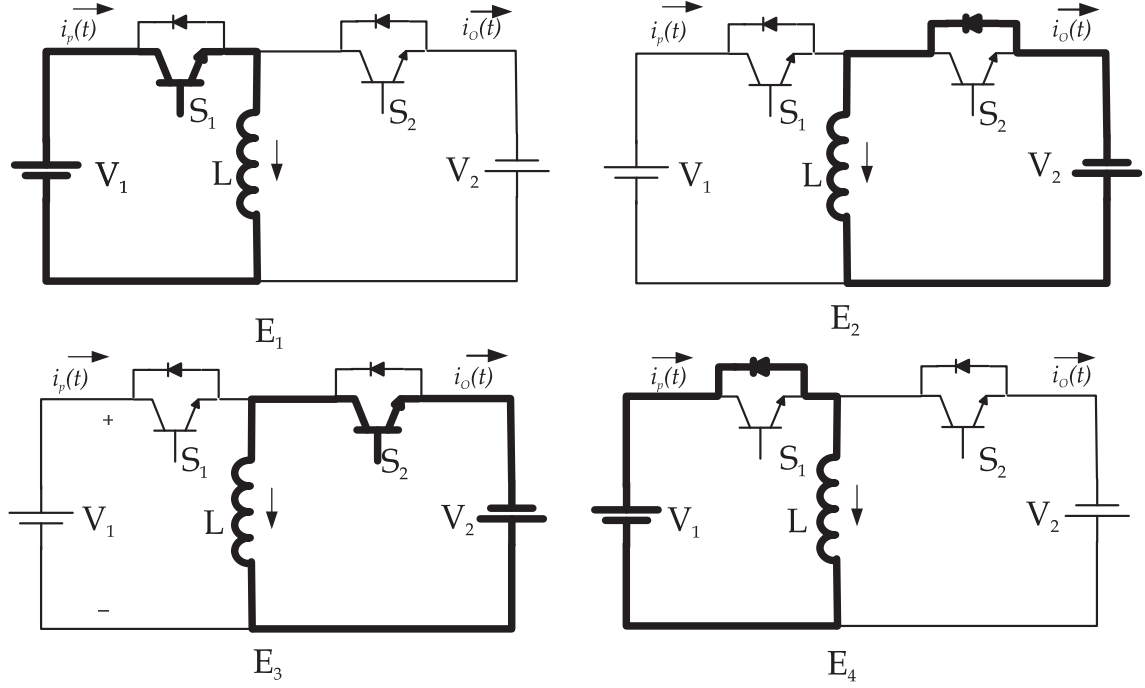 i_p(t) i_O(t)
S_1 S_2
V_1 L V_2
E_1
i_p(t) i_O(t)
S_1 S_2
V_1 L V_2
E_2
i_p(t) i_O(t)
+
S_1 S_2
V_1 L V_2
−
E_3
i_p(t) i_O(t)
S_1 S_2
V_1 L V_2
E_4